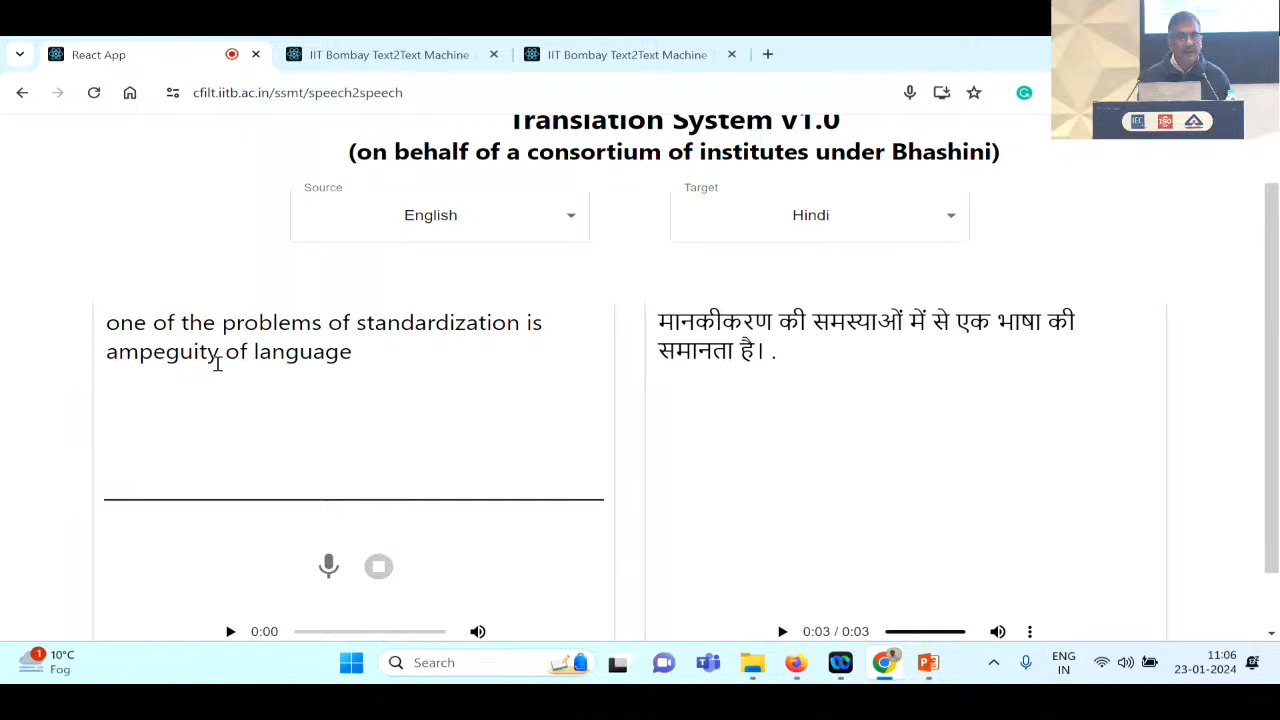 React App
IIT Bombay Text2Text Machine
IIT Bombay Text2Text Machine
cfilt.iitb.ac.in/ssmt/speech2speech
IEC
ISO
Translation System v1.0
(on behalf of a consortium of institutes under Bhashini)
Source
Target
English
Hindi
one of the problems of standardization is
ampeguity of language
मानकीकरण की समस्याओं में से एक भाषा की
समानता है। .
0:00
0:03 / 0:03
1
10°C
Fog
Search
ENG
IN
11:06
23-01-2024